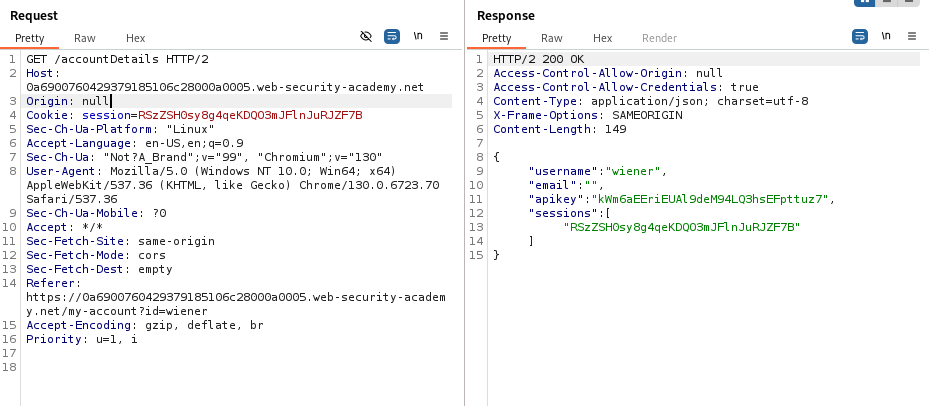 Request
Pretty Raw Hex \n
1 GET /accountDetails HTTP/2
2 Host:
0a6900760429379185106c28000a0005.web-security-academy.net
3 Origin: null
4 Cookie: session=RSzZSH0sy8g4qeKDQO3mJFlnJuRJZF7B
5 Sec-Ch-Ua-Platform: "Linux"
6 Accept-Language: en-US,en;q=0.9
7 Sec-Ch-Ua: "Not?A_Brand";v="99", "Chromium";v="130"
8 User-Agent: Mozilla/5.0 (Windows NT 10.0; Win64; x64)
AppleWebKit/537.36 (KHTML, like Gecko) Chrome/130.0.6723.70
Safari/537.36
9 Sec-Ch-Ua-Mobile: ?0
10 Accept: */*
11 Sec-Fetch-Site: same-origin
12 Sec-Fetch-Mode: cors
13 Sec-Fetch-Dest: empty
14 Referer:
https://0a6900760429379185106c28000a0005.web-security-academ
y.net/my-account?id=wiener
15 Accept-Encoding: gzip, deflate, br
16 Priority: u=1, i
17
18
Response
Pretty Raw Hex Render \n
1 HTTP/2 200 OK
2 Access-Control-Allow-Origin: null
3 Access-Control-Allow-Credentials: true
4 Content-Type: application/json; charset=utf-8
5 X-Frame-Options: SAMEORIGIN
6 Content-Length: 149
7
8 {
9 "username":"wiener",
10 "email":"",
11 "apikey":"kWm6aEEriEUAl9deM94LQ3hsEFpttuz7",
12 "sessions":[
13 "RSzZSH0sy8g4qeKDQO3mJFlnJuRJZF7B"
14 ]
15 }